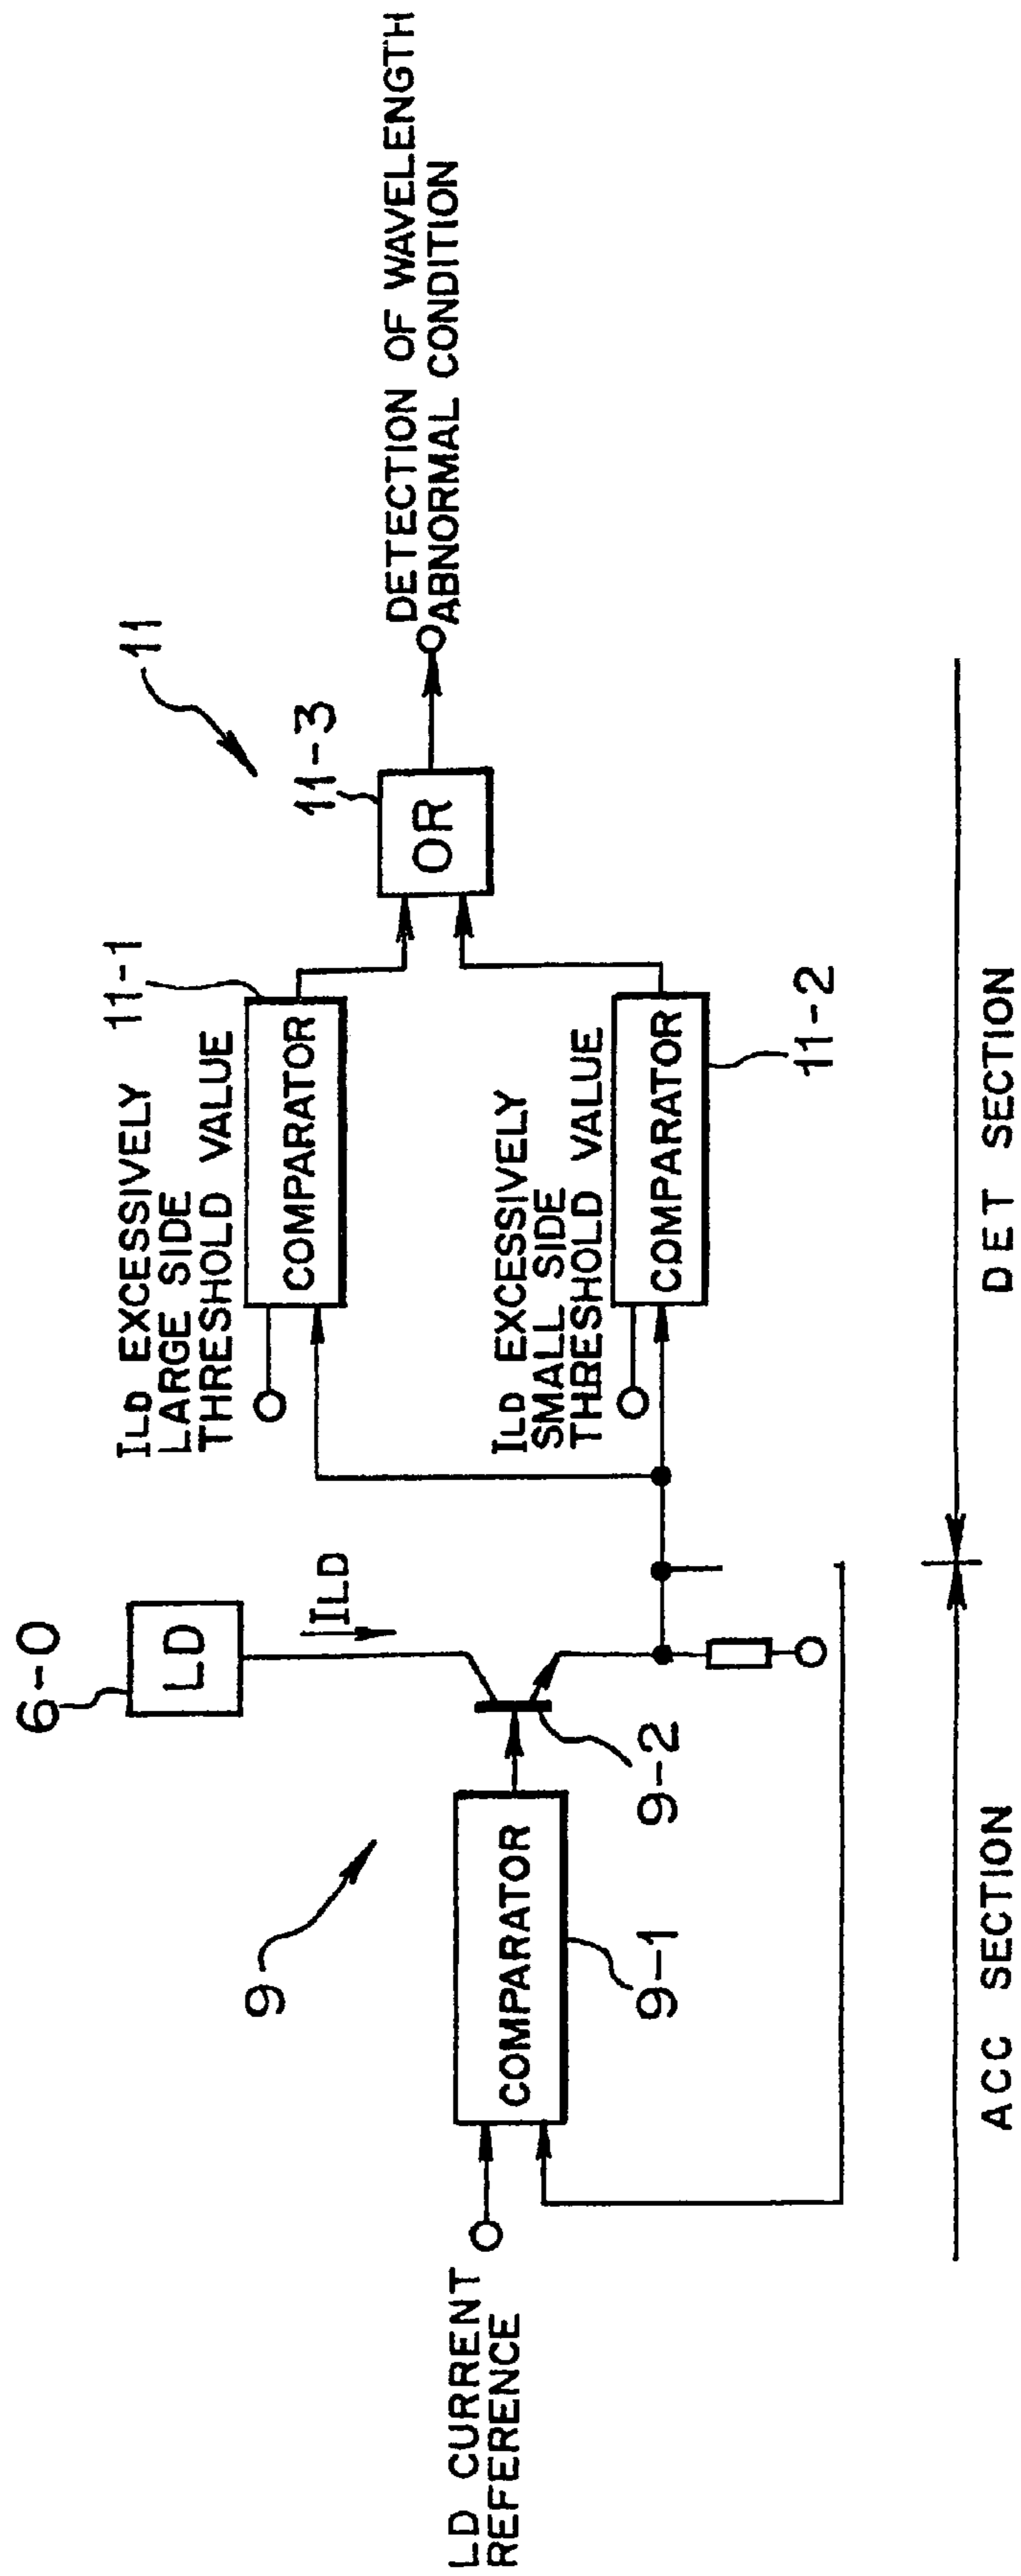 6-0
LD
ILD
9
COMPARATOR
9-1
9-2
LD CURRENT
REFERENCE
ILD EXCESSIVELY
LARGE SIDE
THRESHOLD VALUE
COMPARATOR
11-1
ILD EXCESSIVELY
SMALL SIDE
THRESHOLD VALUE
COMPARATOR
11-2
11
11-3
OR
DETECTION OF WAVELENGTH
ABNORMAL CONDITION
ACC SECTION
DET SECTION